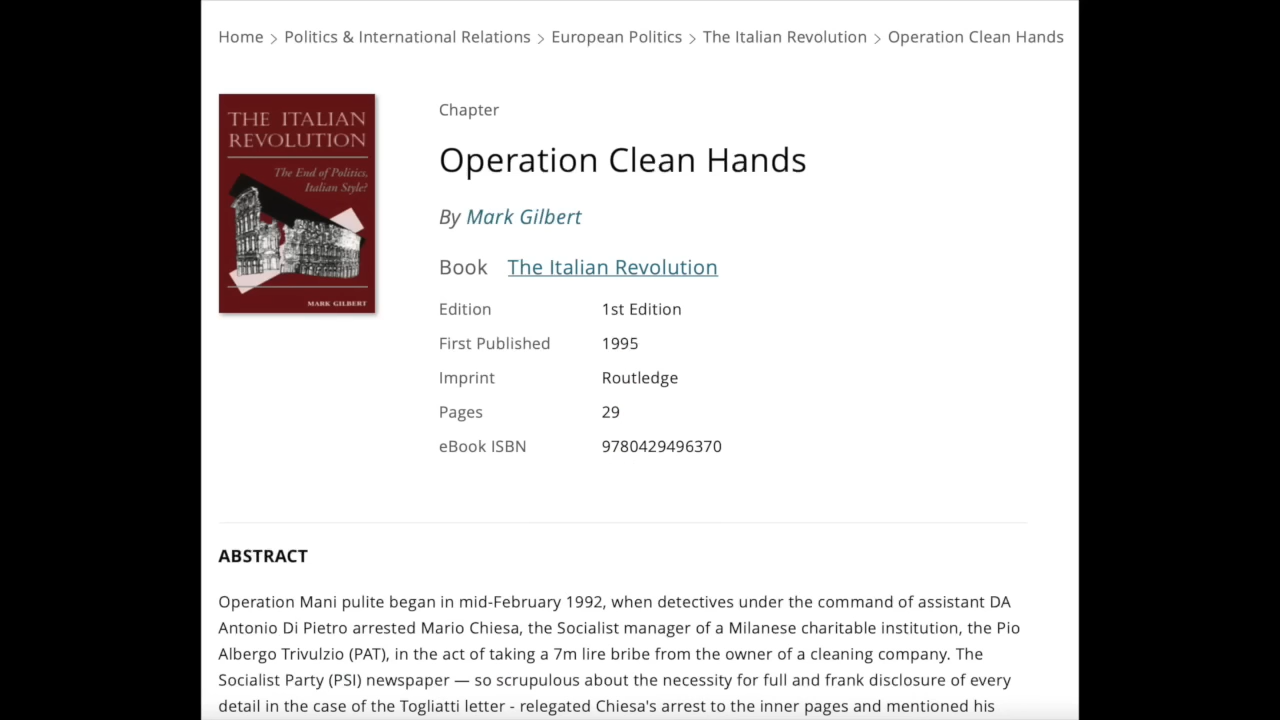 Home > Politics & International Relations > European Politics > The Italian Revolution > Operation Clean Hands
THE ITALIAN
REVOLUTION
The End of Politics,
Italian Style?
MARK GILBERT
Chapter
Operation Clean Hands
By Mark Gilbert
Book The Italian Revolution
Edition 1st Edition
First Published 1995
Imprint Routledge
Pages 29
eBook ISBN 9780429496370
ABSTRACT
Operation Mani pulite began in mid-February 1992, when detectives under the command of assistant DA
Antonio Di Pietro arrested Mario Chiesa, the Socialist manager of a Milanese charitable institution, the Pio
Albergo Trivulzio (PAT), in the act of taking a 7m lire bribe from the owner of a cleaning company. The
Socialist Party (PSI) newspaper — so scrupulous about the necessity for full and frank disclosure of every
detail in the case of the Togliatti letter - relegated Chiesa's arrest to the inner pages and mentioned his